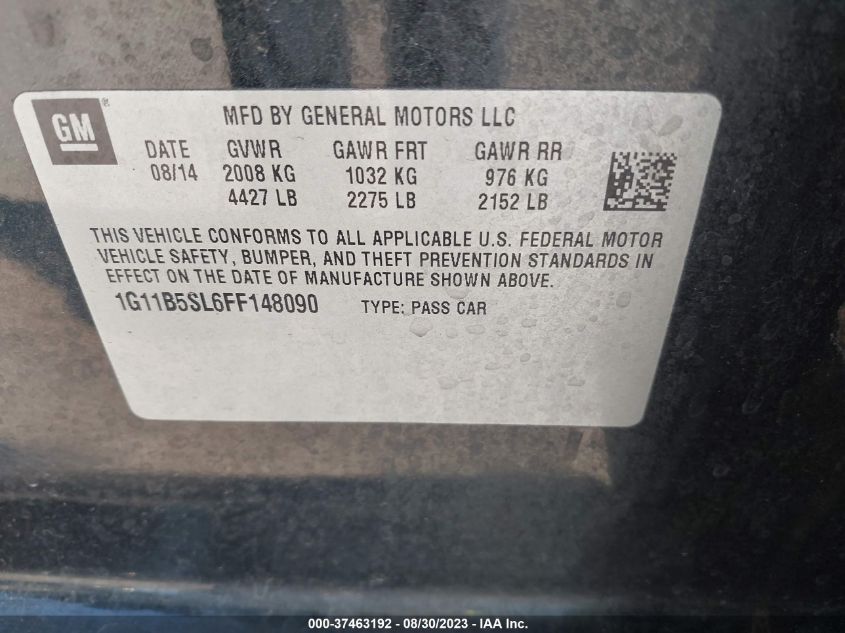 GM®
MFD BY GENERAL MOTORS LLC
DATE GVWR GAWR FRT GAWR RR
08/14 2008 KG 1032 KG 976 KG
4427 LB 2275 LB 2152 LB
THIS VEHICLE CONFORMS TO ALL APPLICABLE U.S. FEDERAL MOTOR
VEHICLE SAFETY, BUMPER, AND THEFT PREVENTION STANDARDS IN
EFFECT ON THE DATE OF MANUFACTURE SHOWN ABOVE.
1G11B5SL6FF148090 TYPE: PASS CAR
000-37463192 - 08/30/2023 - IAA Inc.